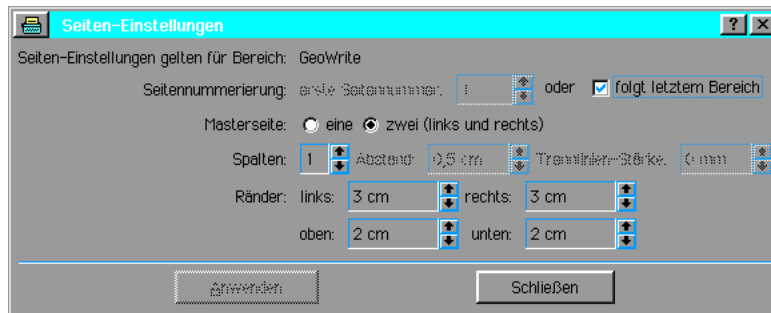 Seiten-Einstellungen ? X
Seiten-Einstellungen gelten für Bereich: GeoWrite
Seitennummerierung: erste Seitennummer: 1 oder folgt letztem Bereich
Masterseite: eine zwei (links und rechts)
Spalten: 1 Abstand: 0,5 cm Trennlinien-Stärke: 0 mm
Ränder: links: 3 cm rechts: 3 cm
oben: 2 cm unten: 2 cm
Anwenden Schließen